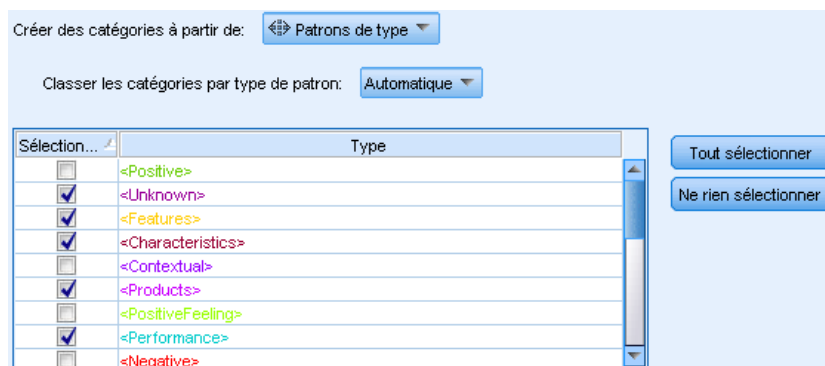 Créer des catégories à partir de: Patrons de type
Classer les catégories par type de patron: Automatique
Sélection... Type
Tout sélectionner
<Positive>
<Unknown>
Ne rien sélectionner
<Features>
<Characteristics>
<Contextual>
<Products>
<PositiveFeeling>
<Performance>
<Negative>